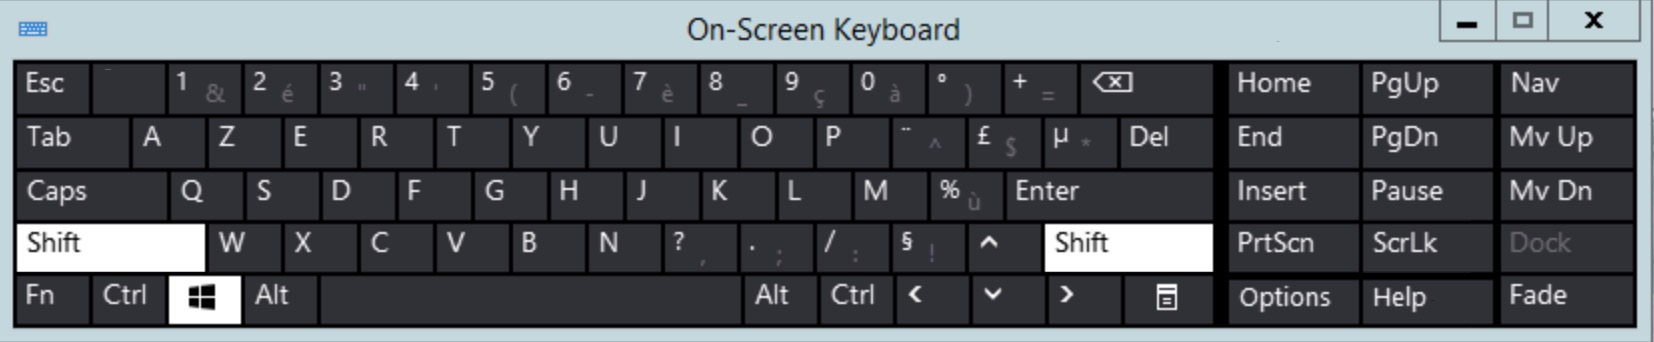 On-Screen Keyboard
Esc 1 & 2 é 3 " 4 ' 5 ( 6 - 7 è 8 _ 9 ç 0 à ° ) + = Home PgUp Nav
Tab A Z E R T Y U I O P ¨ ^ £ $ µ * Del End PgDn Mv Up
Caps Q S D F G H J K L M % ù Enter Insert Pause Mv Dn
Shift W X C V B N ? , . ; / : § ! ^ Shift PrtScn ScrLk Dock
Fn Ctrl Alt Alt Ctrl < > Options Help Fade